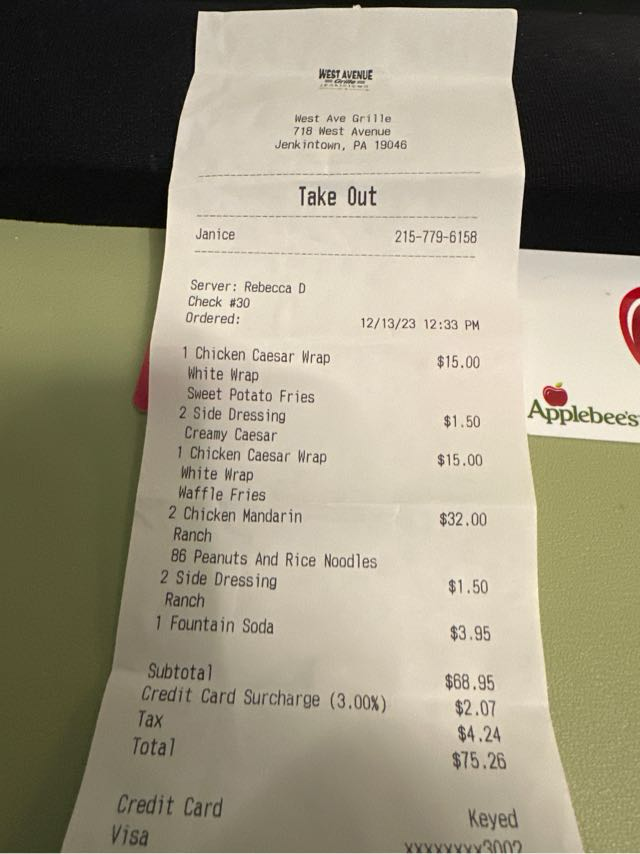 WEST AVENUE
Grille
JENKINTOWN
West Ave Grille
718 West Avenue
Jenkintown, PA 19046
Take Out
Janice 215-779-6158
Server: Rebecca D
Check #30
Ordered: 12/13/23 12:33 PM
1 Chicken Caesar Wrap $15.00
White Wrap
Sweet Potato Fries
2 Side Dressing $1.50
Creamy Caesar
1 Chicken Caesar Wrap $15.00
White Wrap
Waffle Fries
2 Chicken Mandarin $32.00
Ranch
86 Peanuts And Rice Noodles
2 Side Dressing $1.50
Ranch
1 Fountain Soda $3.95
Subtotal $68.95
Credit Card Surcharge (3.00%) $2.07
Tax $4.24
Total $75.26
Credit Card Keyed
Visa xxxxxxxx3002
Applebee's